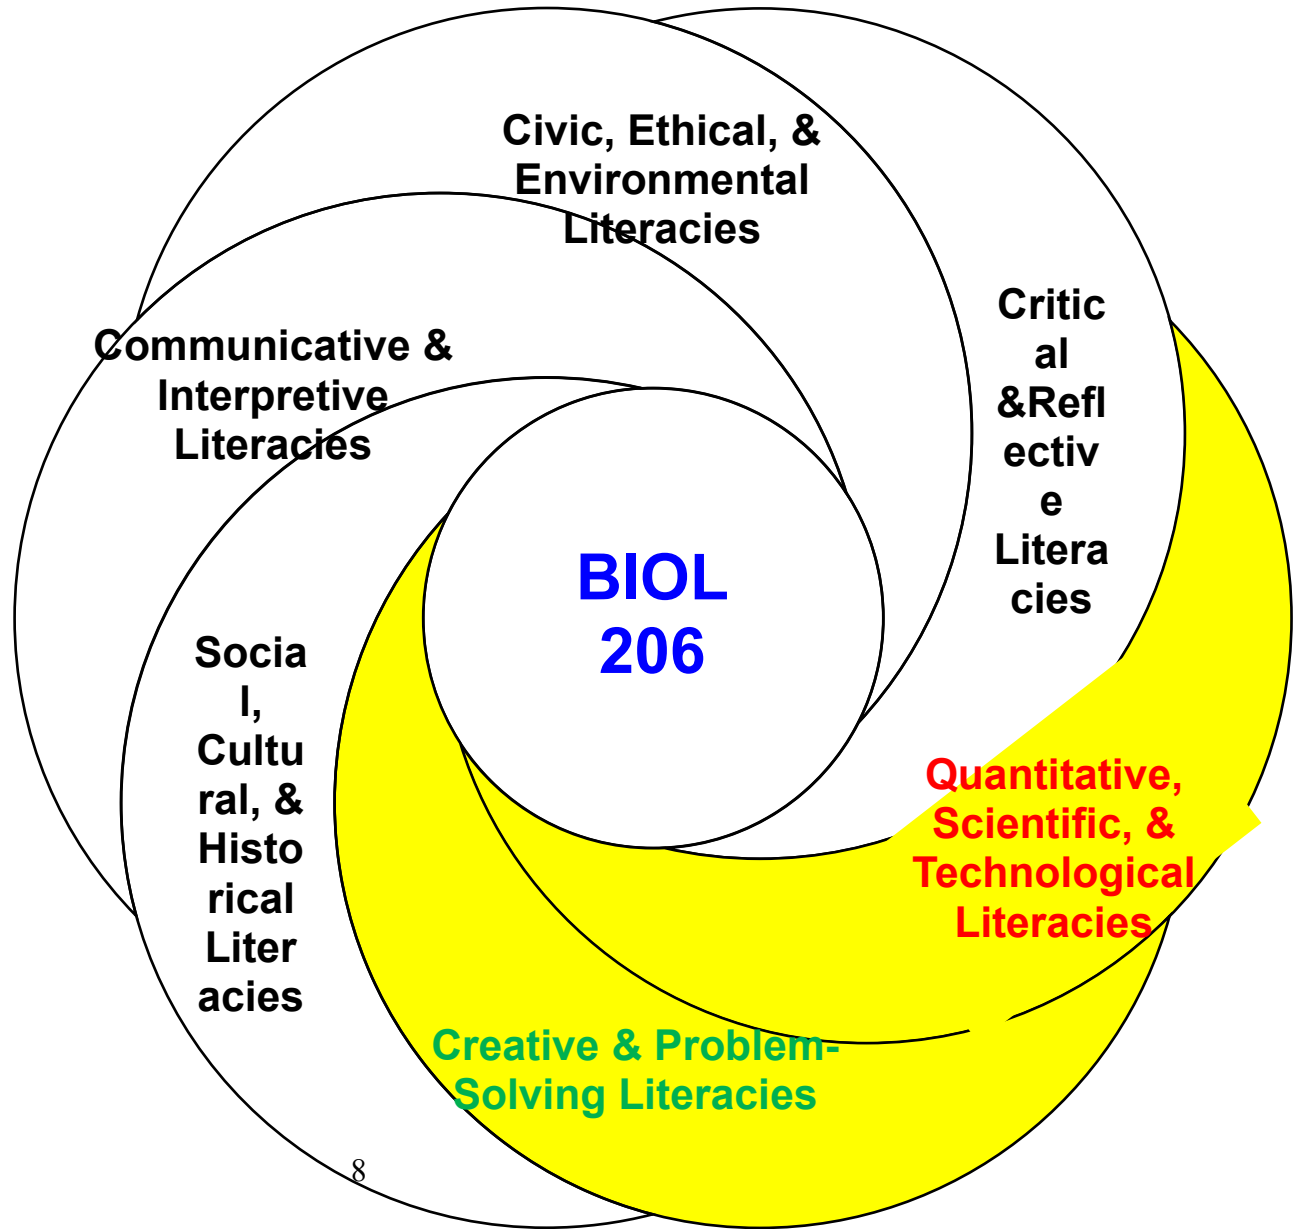 Civic, Ethical, &
Environmental
Literacies
Critic
al
&Refl
ectiv
e
Litera
cies
Communicative &
Interpretive
Literacies
BIOL
206
Socia
l,
Cultu
ral, &
Histo
rical
Liter
acies
Quantitative,
Scientific, &
Technological
Literacies
Creative & Problem-
Solving Literacies
8